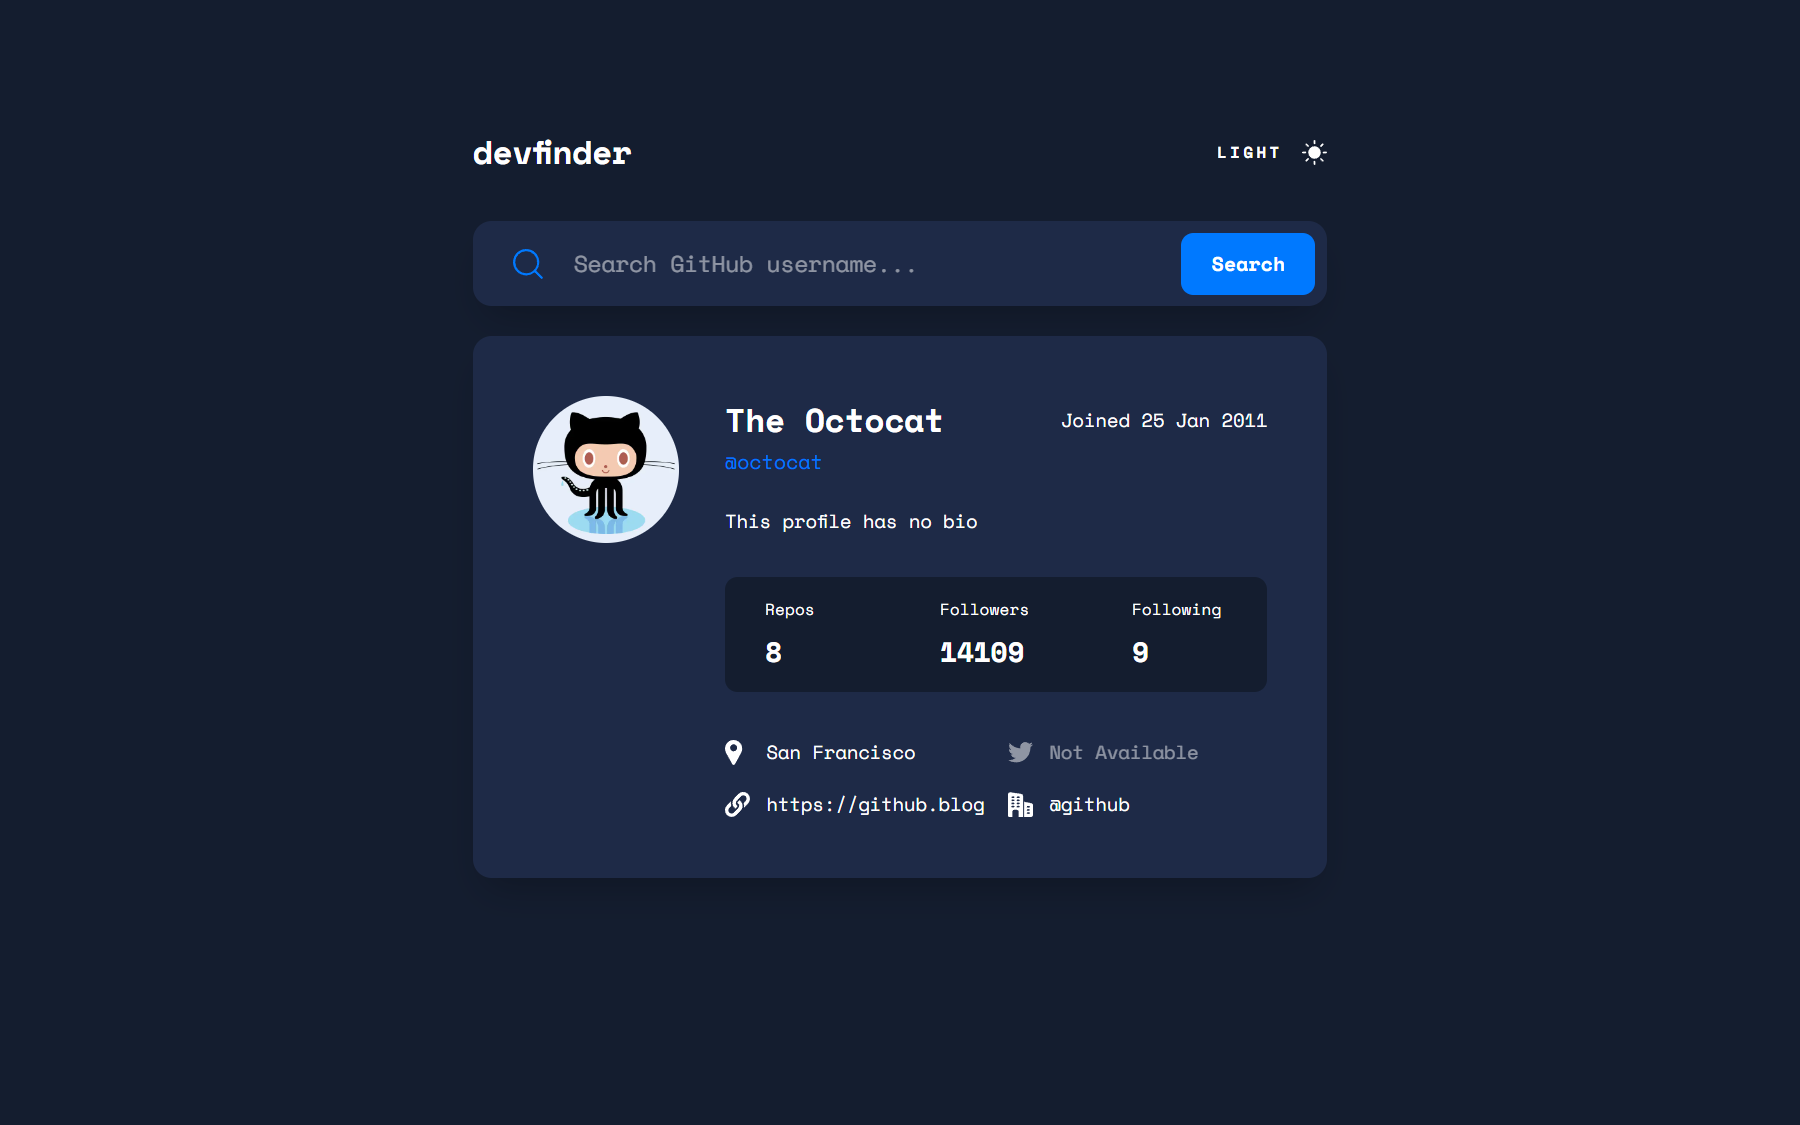 devfinder
LIGHT
Search GitHub username...
Search
The Octocat
Joined 25 Jan 2011
@octocat
This profile has no bio
Repos
Followers
Following
8
14109
9
San Francisco
Not Available
https://github.blog
@github